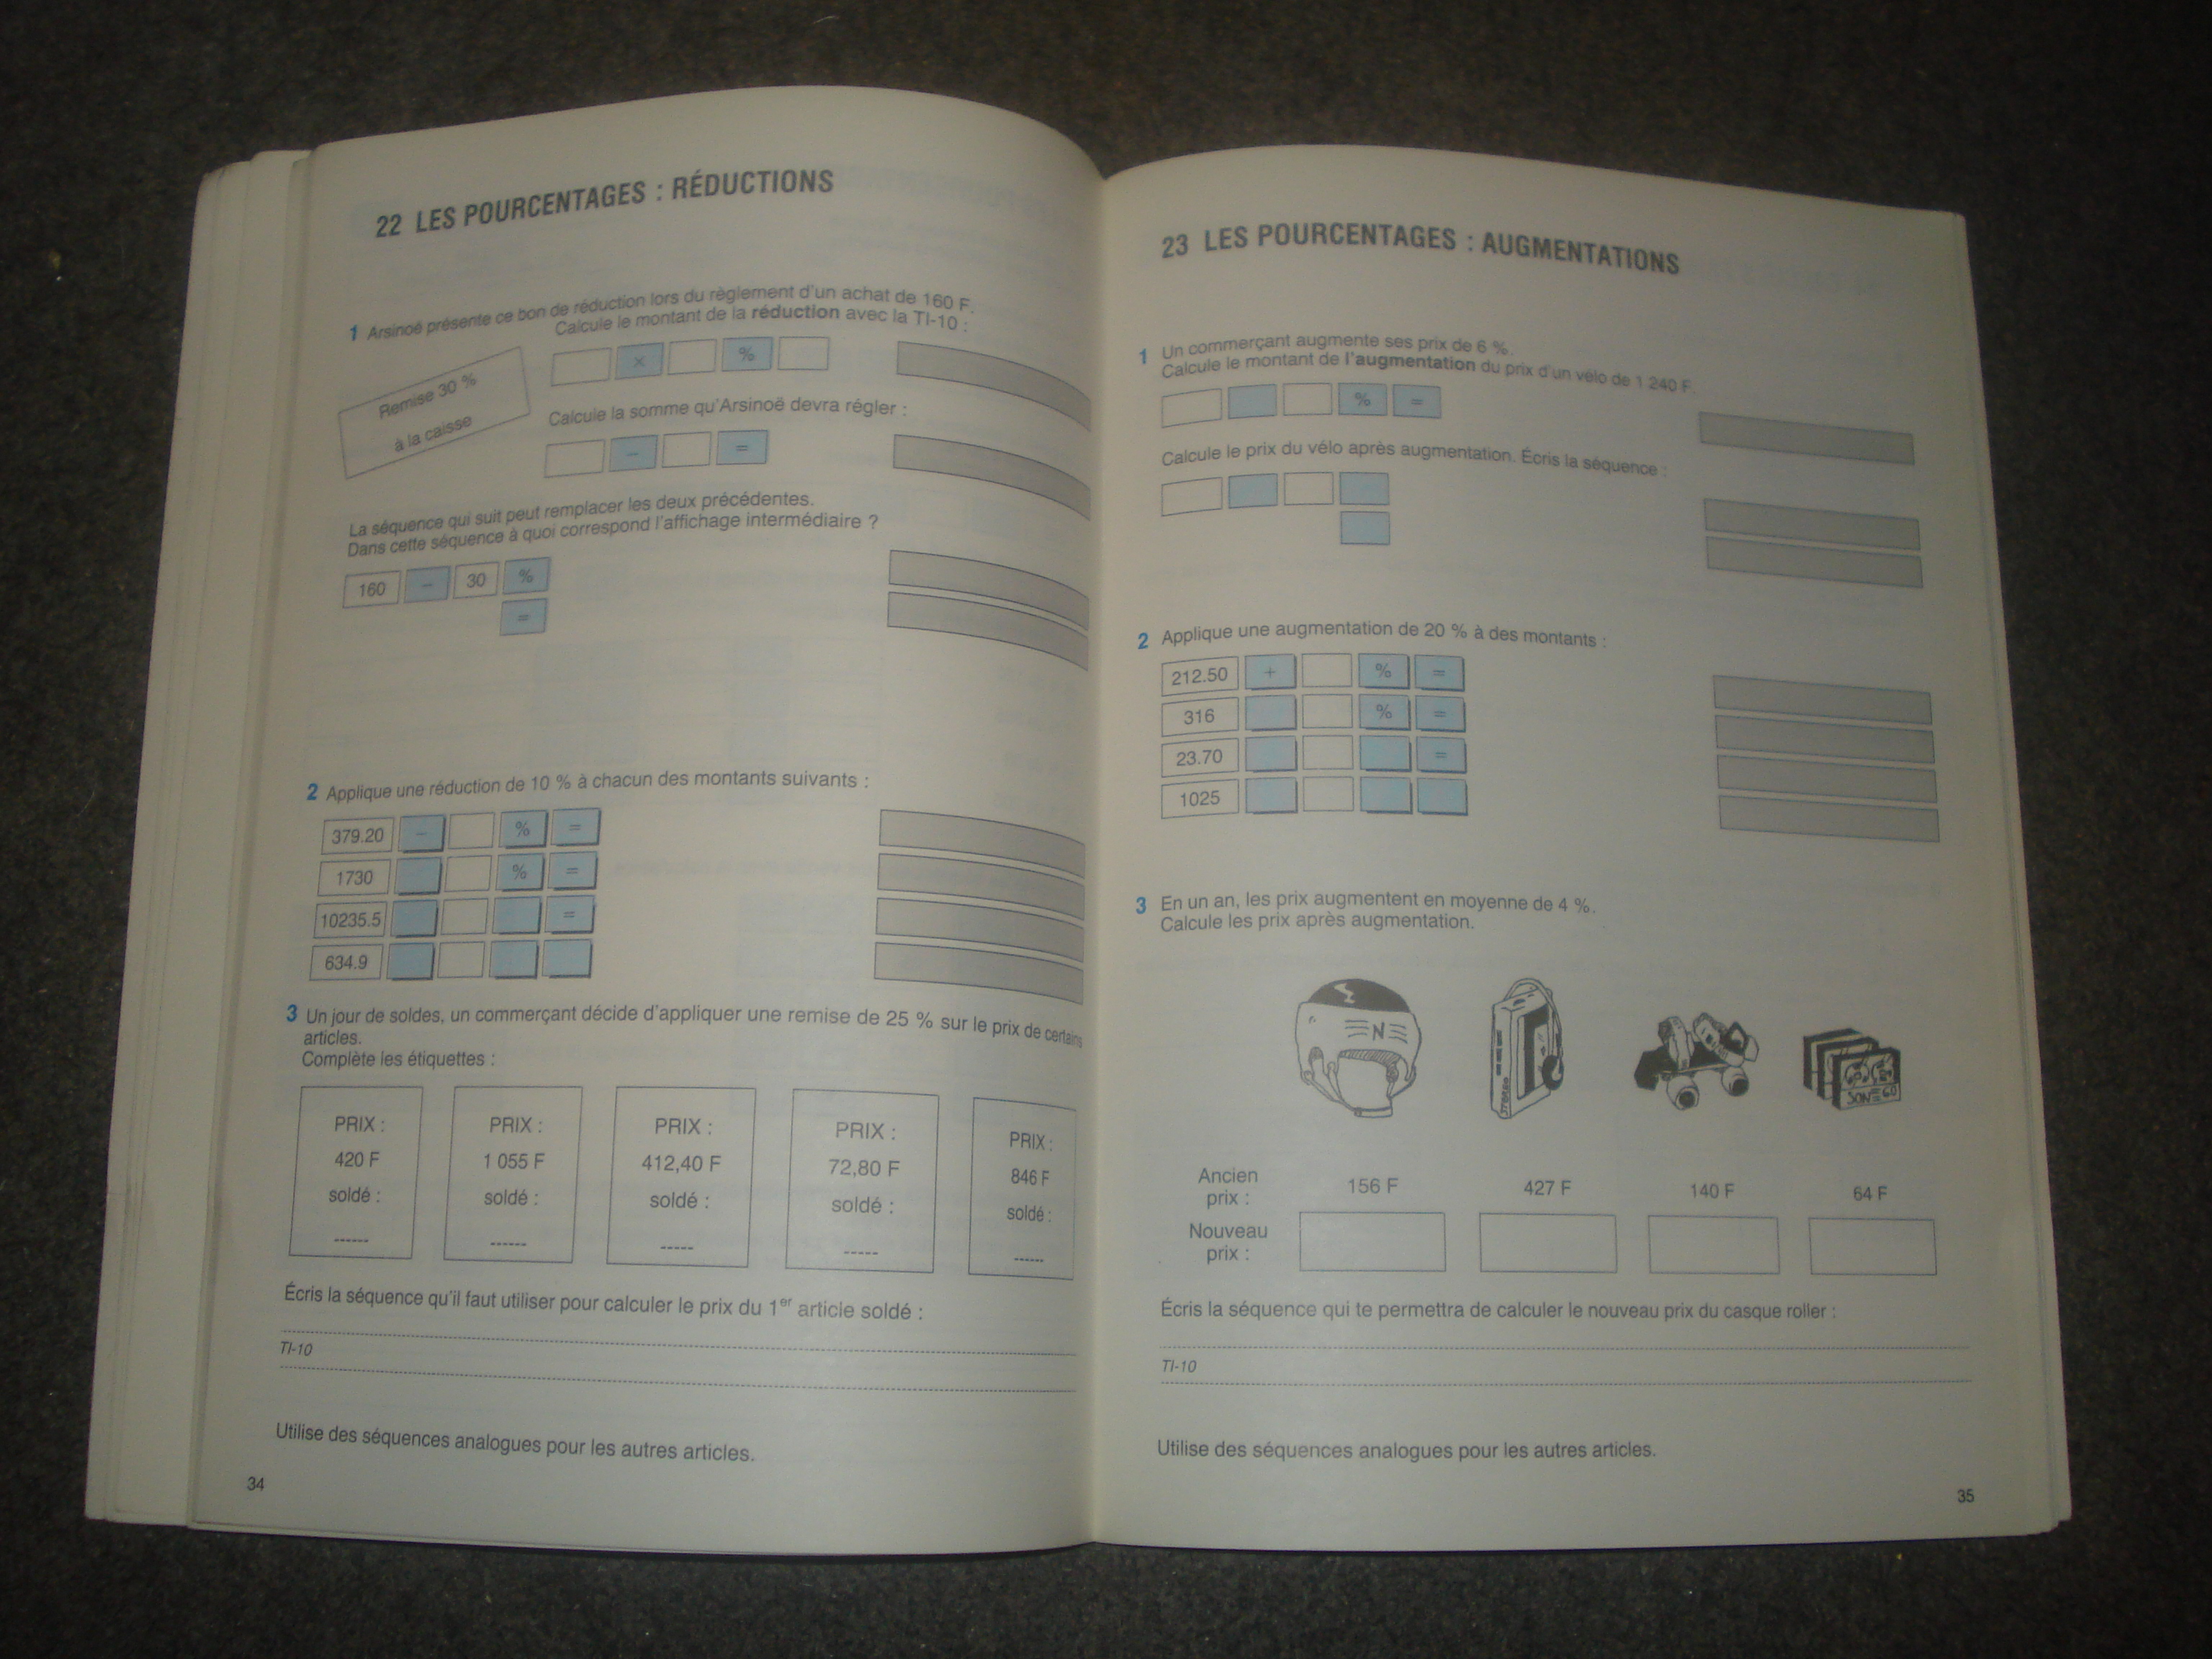 22 LES POURCENTAGES : RÉDUCTIONS
1 Arsinoë présente ce bon de réduction lors du règlement d'un achat de 160 F.
Calcule le montant de la réduction avec la TI-10 :
Remise 30 %
à la caisse
× %
Calcule la somme qu'Arsinoë devra régler :
− =
La séquence qui suit peut remplacer les deux précédentes.
Dans cette séquence à quoi correspond l'affichage intermédiaire ?
160 − 30 %
=
2 Applique une réduction de 10 % à chacun des montants suivants :
379.20 − % =
1730 % =
10235.5 =
634.9
3 Un jour de soldes, un commerçant décide d'appliquer une remise de 25 % sur le prix de certains
articles.
Complète les étiquettes :
PRIX :
420 F
soldé :
------
PRIX :
1 055 F
soldé :
------
PRIX :
412,40 F
soldé :
-----
PRIX :
72,80 F
soldé :
-----
PRIX :
846 F
soldé :
------
Écris la séquence qu'il faut utiliser pour calculer le prix du 1er article soldé :
TI-10
Utilise des séquences analogues pour les autres articles.
34
23 LES POURCENTAGES : AUGMENTATIONS
1 Un commerçant augmente ses prix de 6 %.
Calcule le montant de l'augmentation du prix d'un vélo de 1 240 F.
% =
Calcule le prix du vélo après augmentation. Écris la séquence :
2 Applique une augmentation de 20 % à des montants :
212.50 + % =
316 % =
23.70 =
1025
3 En un an, les prix augmentent en moyenne de 4 %.
Calcule les prix après augmentation.
N
Ancien
prix :
156 F 427 F 140 F 64 F
Nouveau
prix :
Écris la séquence qui te permettra de calculer le nouveau prix du casque roller :
TI-10
Utilise des séquences analogues pour les autres articles.
35